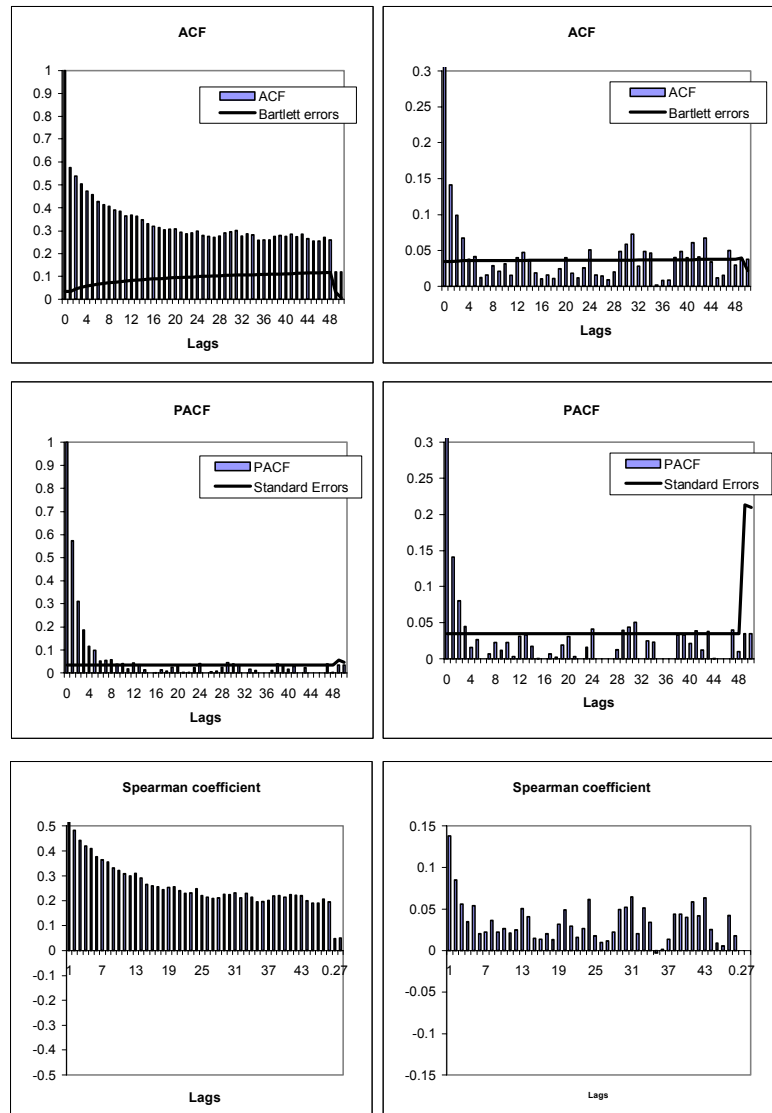 ACF
1
0.9
0.8
0.7
0.6
0.5
0.4
0.3
0.2
0.1
0
ACF
Bartlett errors
0 4 8 12 16 20 24 28 32 36 40 44 48
Lags
ACF
0.3
0.25
0.2
0.15
0.1
0.05
0
ACF
Bartlett errors
0 4 8 12 16 20 24 28 32 36 40 44 48
Lags
PACF
1
0.9
0.8
0.7
0.6
0.5
0.4
0.3
0.2
0.1
0
PACF
Standard Errors
0 4 8 12 16 20 24 28 32 36 40 44 48
Lags
PACF
0.3
0.25
0.2
0.15
0.1
0.05
0
PACF
Standard Errors
0 4 8 12 16 20 24 28 32 36 40 44 48
Lags
Spearman coefficient
0.5
0.4
0.3
0.2
0.1
0
-0.1
-0.2
-0.3
-0.4
-0.5
1 7 13 19 25 31 37 43 0.27
Lags
Spearman coefficient
0.15
0.1
0.05
0
-0.05
-0.1
-0.15
1 7 13 19 25 31 37 43 0.27
Lags